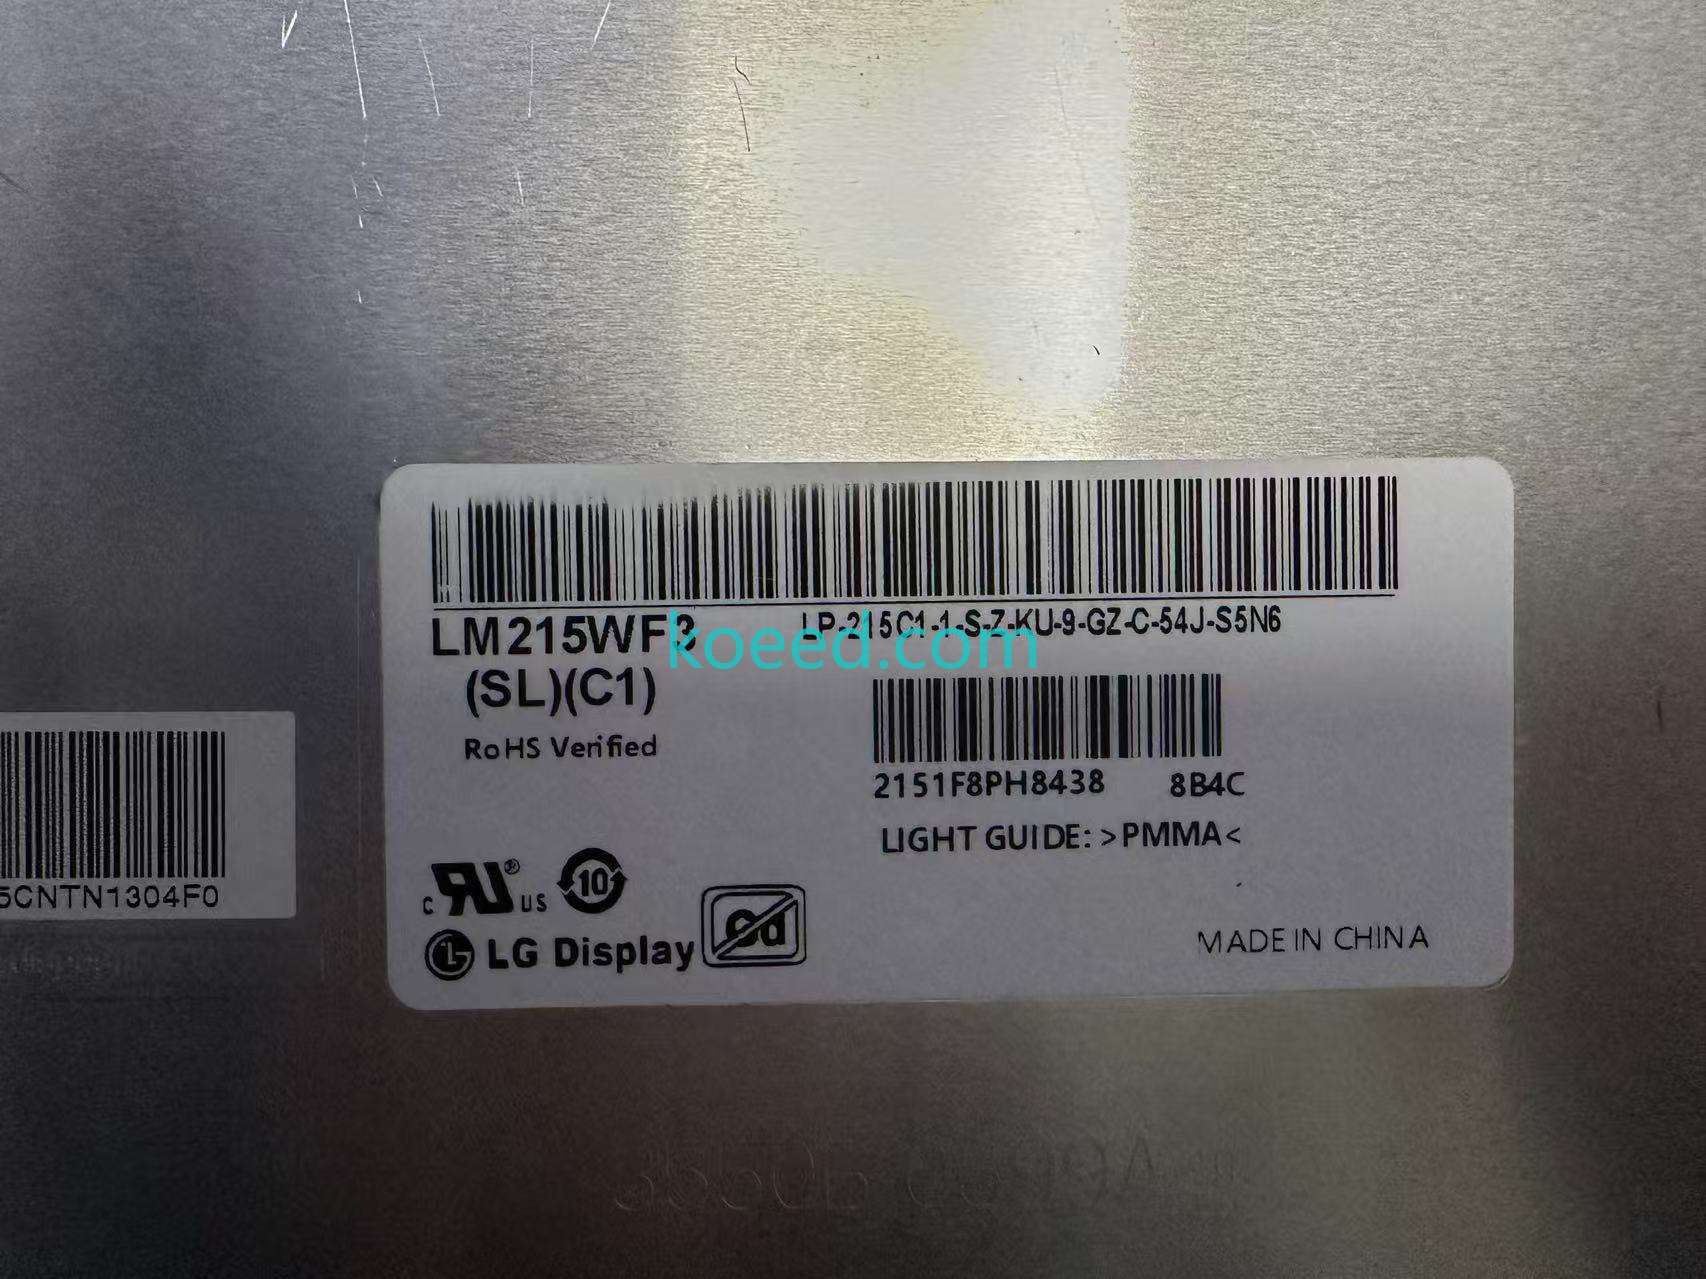 LM215WF3
LP-215C1-1-S-Z-KU-9-GZ-C-54J-S5N6
koeed.com
(SL)(C1)
RoHS Verified
2151F8PH8438 8B4C
LIGHT GUIDE: >PMMA<
5CNTN1304F0
c RU ® US 10
LG Display Cd
MADE IN CHINA